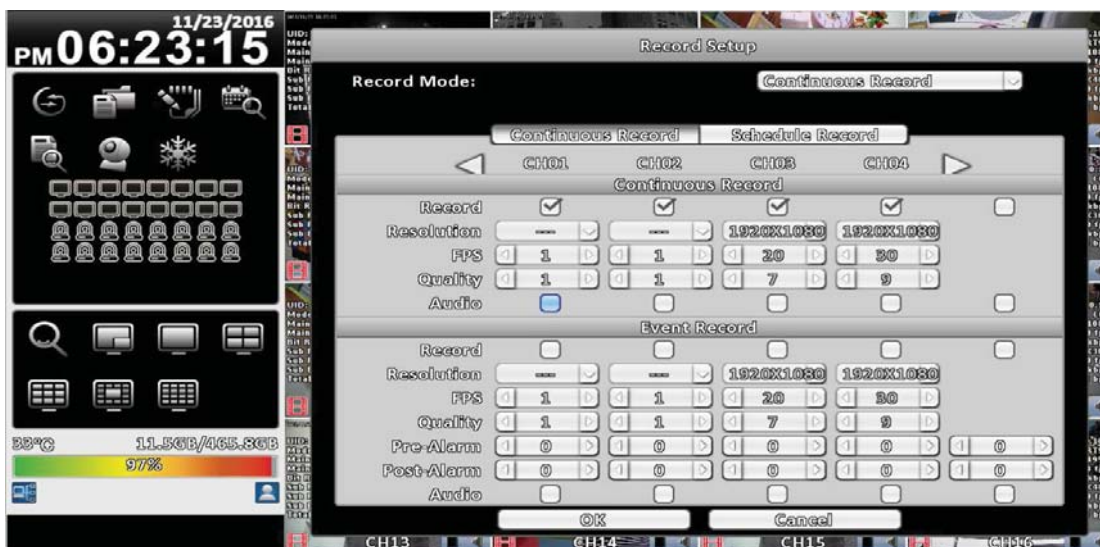 11/23/2016
PM 06:23:15
33°C 11.5GB/465.8GB
97%
Record Setup
Record Mode: Continuous Record
Continuous Record Schedule Record
CH01 CH02 CH03 CH04
Continuous Record
Record
Resolution --- --- 1920X1080 1920X1080
FPS 1 1 20 30
Quality 1 1 7 9
Audio
Event Record
Record
Resolution --- --- 1920X1080 1920X1080
FPS 1 1 20 30
Quality 1 1 7 9
Pre-Alarm 0 0 0 0 0
Post-Alarm 0 0 0 0 0
Audio
OK Cancel
CH13 CH14 CH15 CH16